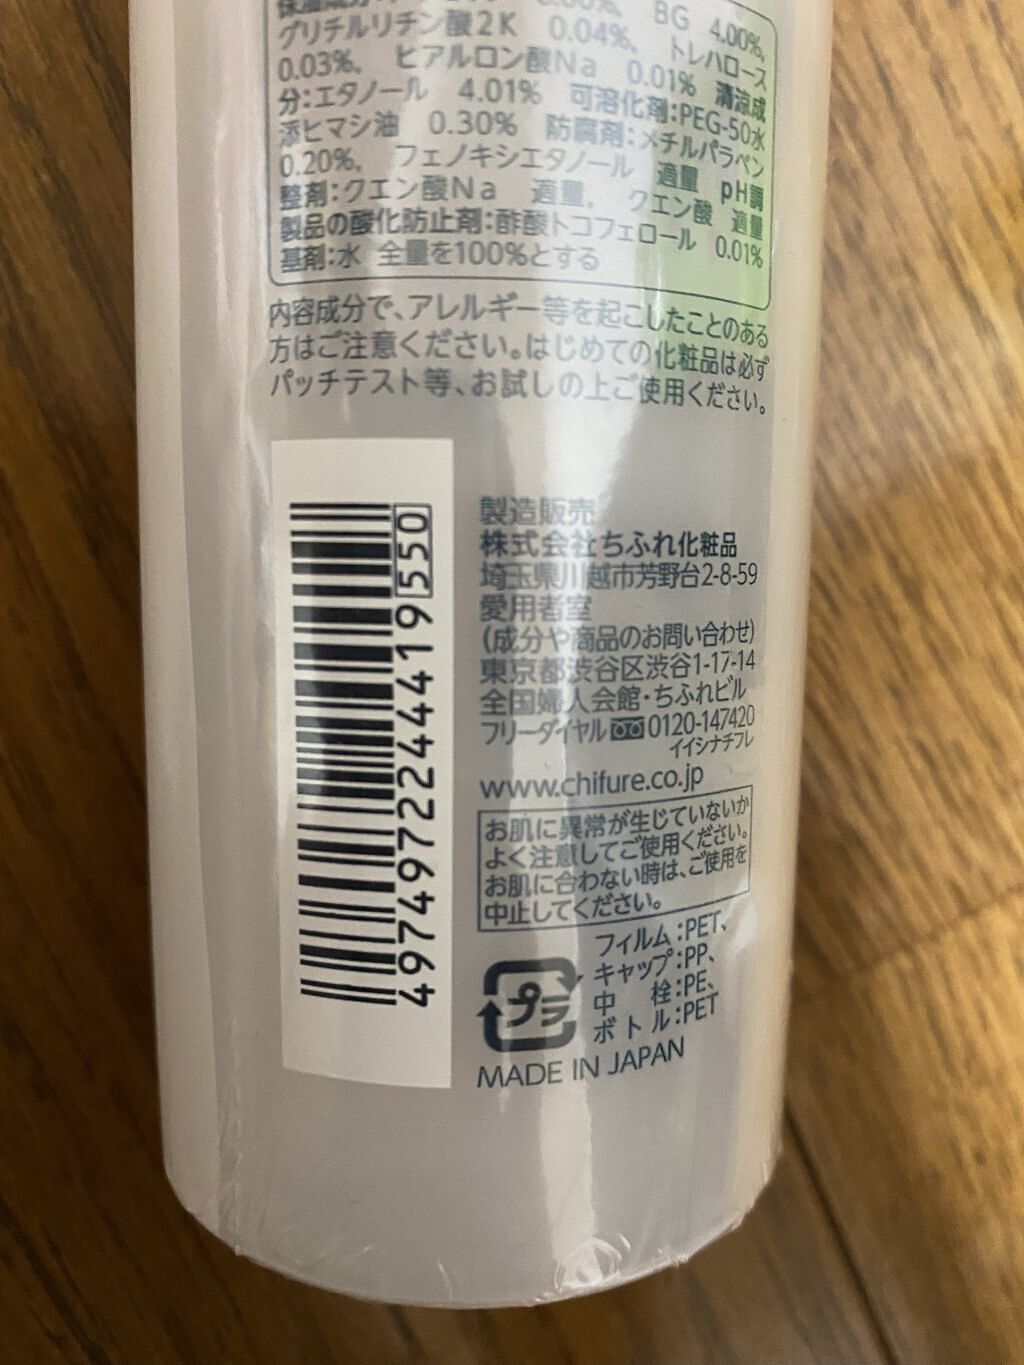 BG 4.00%,
グリチルリチン酸2K 0.04%, トレハロース
0.03%, ヒアルロン酸Na 0.01% 清涼成
分:エタノール 4.01% 可溶化剤:PEG-50水
添ヒマシ油 0.30% 防腐剤:メチルパラベン
0.20%, フェノキシエタノール 適量 pH調
整剤:クエン酸Na 適量, クエン酸 適量
製品の酸化防止剤:酢酸トコフェロール 0.01%
基剤:水 全量を100%とする
内容成分で、アレルギー等を起こしたことのある
方はご注意ください。はじめての化粧品は必ず
パッチテスト等、お試しの上ご使用ください。
4974972244419550
製造販売
株式会社ちふれ化粧品
埼玉県川越市芳野台2-8-59
愛用者室
(成分や商品のお問い合わせ)
東京都渋谷区渋谷1-17-14
全国婦人会館・ちふれビル
フリーダイヤル 0120-147420
イイシナチフレ
www.chifure.co.jp
お肌に異常が生じていないか
よく注意してご使用ください。
お肌に合わない時は、ご使用を
中止してください。
プラ
フィルム:PET、
キャップ:PP、
中 栓:PE、
ボトル:PET
MADE IN JAPAN